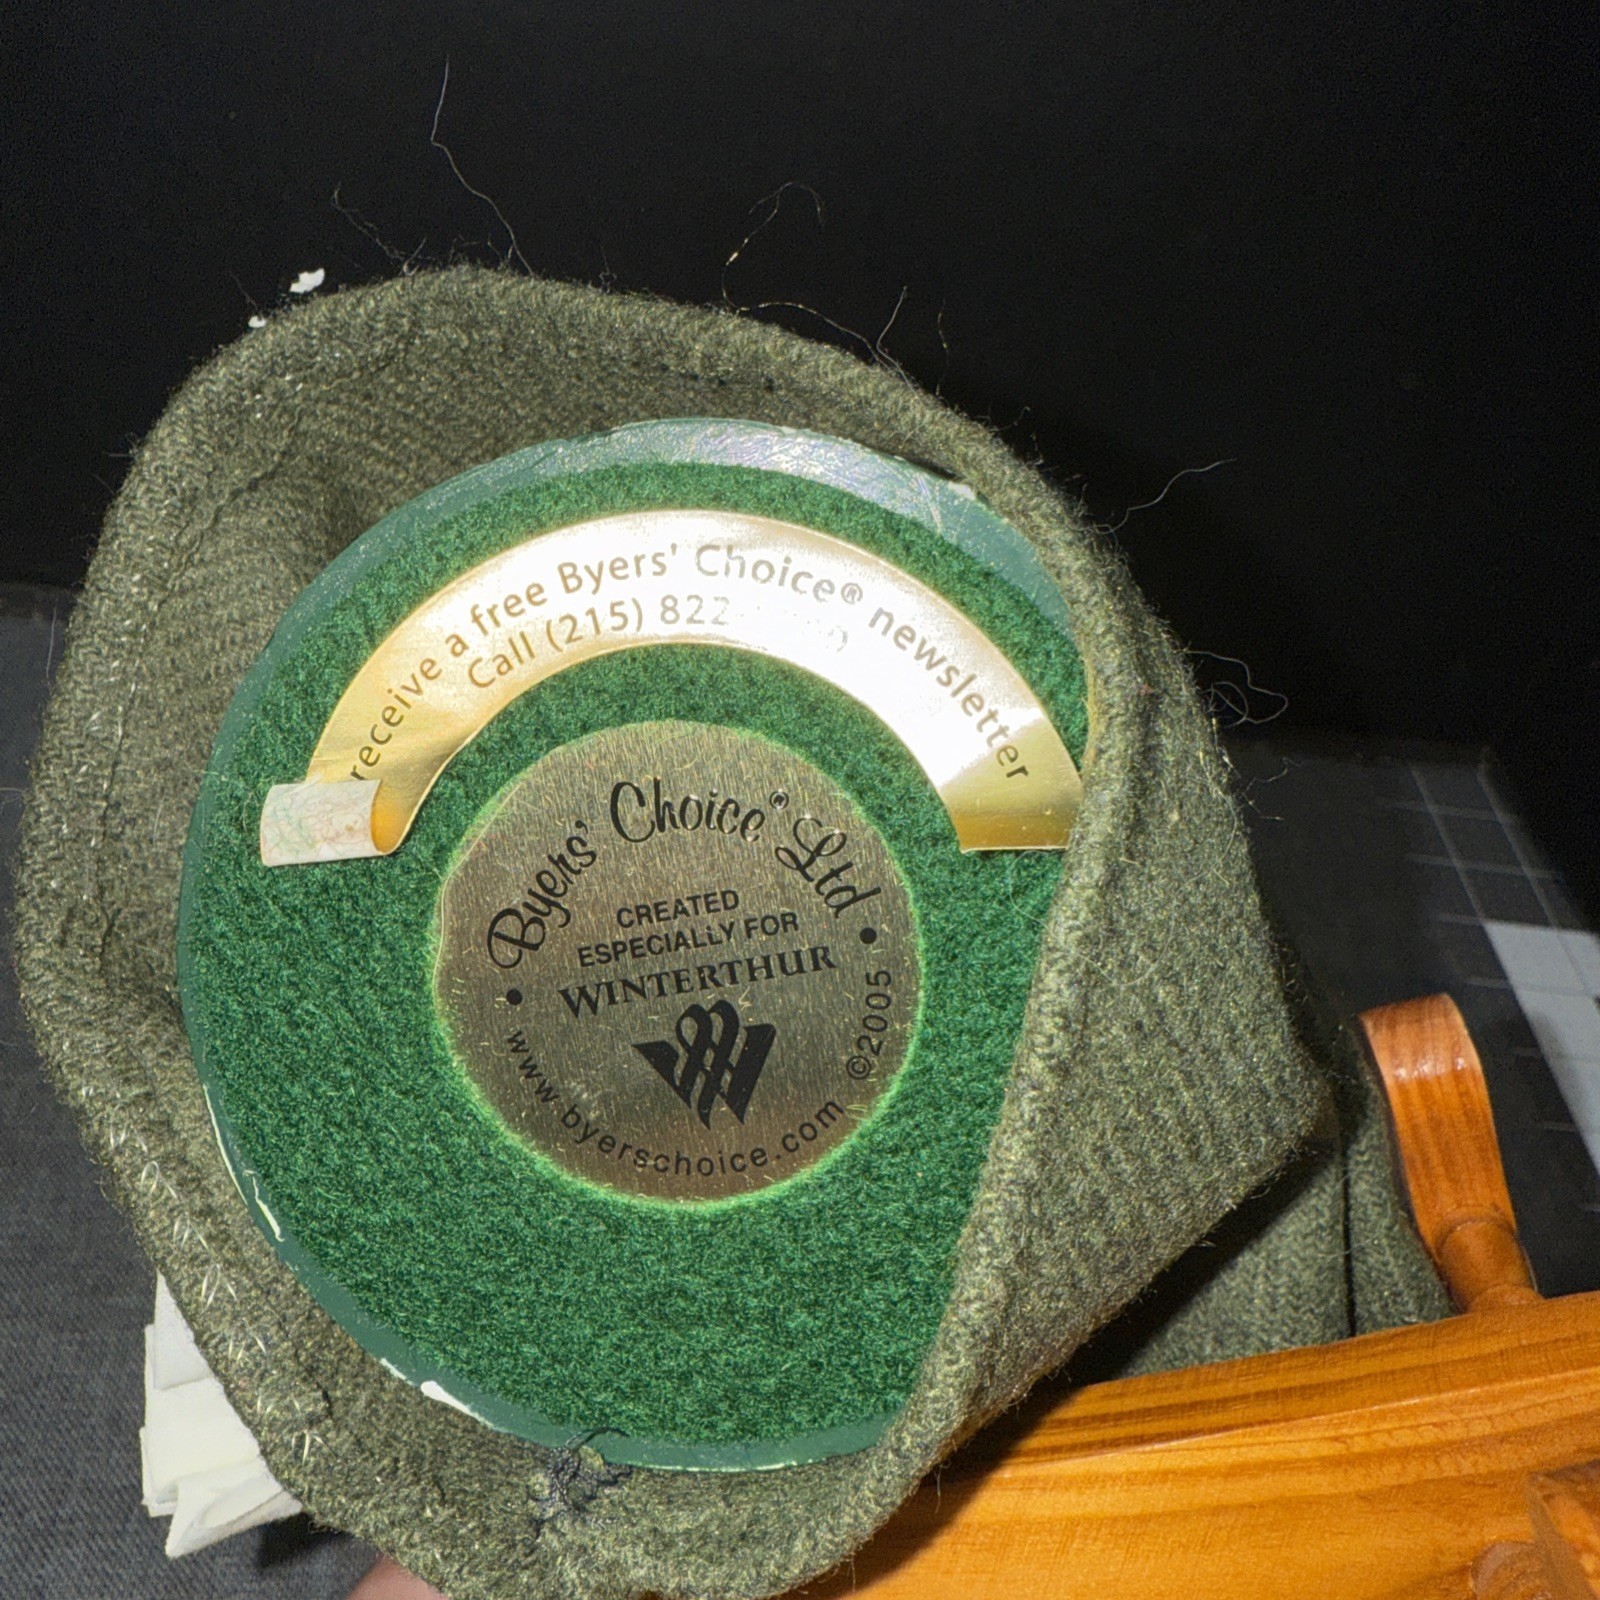 receive a free Byers' Choice® newsletter
Call (215) 822
Byers' Choice® Ltd
CREATED
ESPECIALLY FOR
WINTERTHUR
©2005
www.byerschoice.com